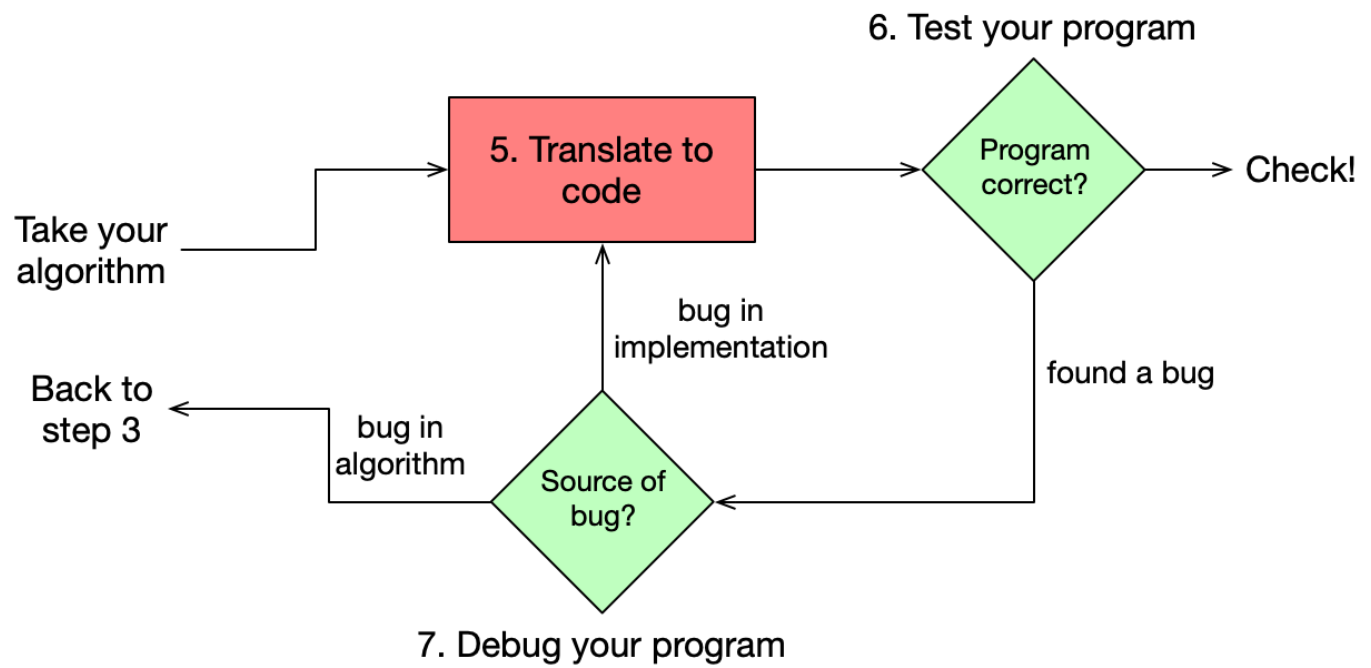 6. Test your program
5. Translate to
code
Program
correct?
Check!
Take your
algorithm
bug in
implementation
found a bug
Back to
step 3
bug in
algorithm
Source of
bug?
7. Debug your program